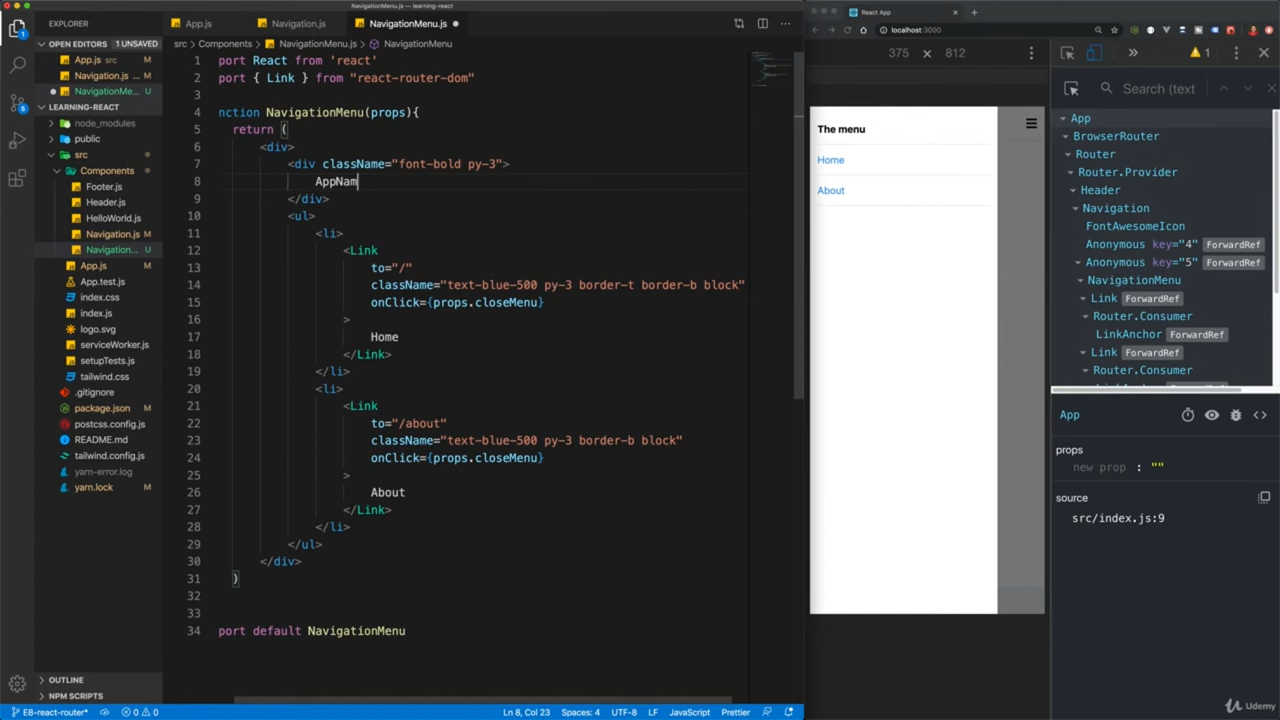 NavigationMenu.js — learning-react
EXPLORER
OPEN EDITORS 1 UNSAVED
App.js src
Navigation.js ... M
NavigationMe... U
LEARNING-REACT
node_modules
public
src
Components
Footer.js
Header.js
HelloWorld.js
Navigation.js M
Navigation... U
App.js M
App.test.js
index.css
index.js
logo.svg
serviceWorker.js
setupTests.js
tailwind.css
.gitignore
package.json M
postcss.config.js
README.md
tailwind.config.js
yarn-error.log
yarn.lock M
OUTLINE
NPM SCRIPTS
1
5
App.js
Navigation.js
NavigationMenu.js
src > Components > NavigationMenu.js > NavigationMenu
1 port React from 'react'
2 port { Link } from "react-router-dom"
3
4 nction NavigationMenu(props){
5 return (
6 <div>
7 <div className="font-bold py-3">
8 AppNam
9 </div>
10 <ul>
11 <li>
12 <Link
13 to="/"
14 className="text-blue-500 py-3 border-t border-b block"
15 onClick={props.closeMenu}
16 >
17 Home
18 </Link>
19 </li>
20 <li>
21 <Link
22 to="/about"
23 className="text-blue-500 py-3 border-b block"
24 onClick={props.closeMenu}
25 >
26 About
27 </Link>
28 </li>
29 </ul>
30 </div>
31 )
32
33
34 port default NavigationMenu
E8-react-router* 0 0 Ln 8, Col 23 Spaces: 4 UTF-8 LF JavaScript Prettier
React App
localhost:3000
375 × 812
The menu
Home
About
1
Search (text
App
BrowserRouter
Router
Router.Provider
Header
Navigation
FontAwesomeIcon
Anonymous key="4" ForwardRef
Anonymous key="5" ForwardRef
NavigationMenu
Link ForwardRef
Router.Consumer
LinkAnchor ForwardRef
Link ForwardRef
Router.Consumer
App
props
new prop : ""
source
src/index.js:9
Udemy